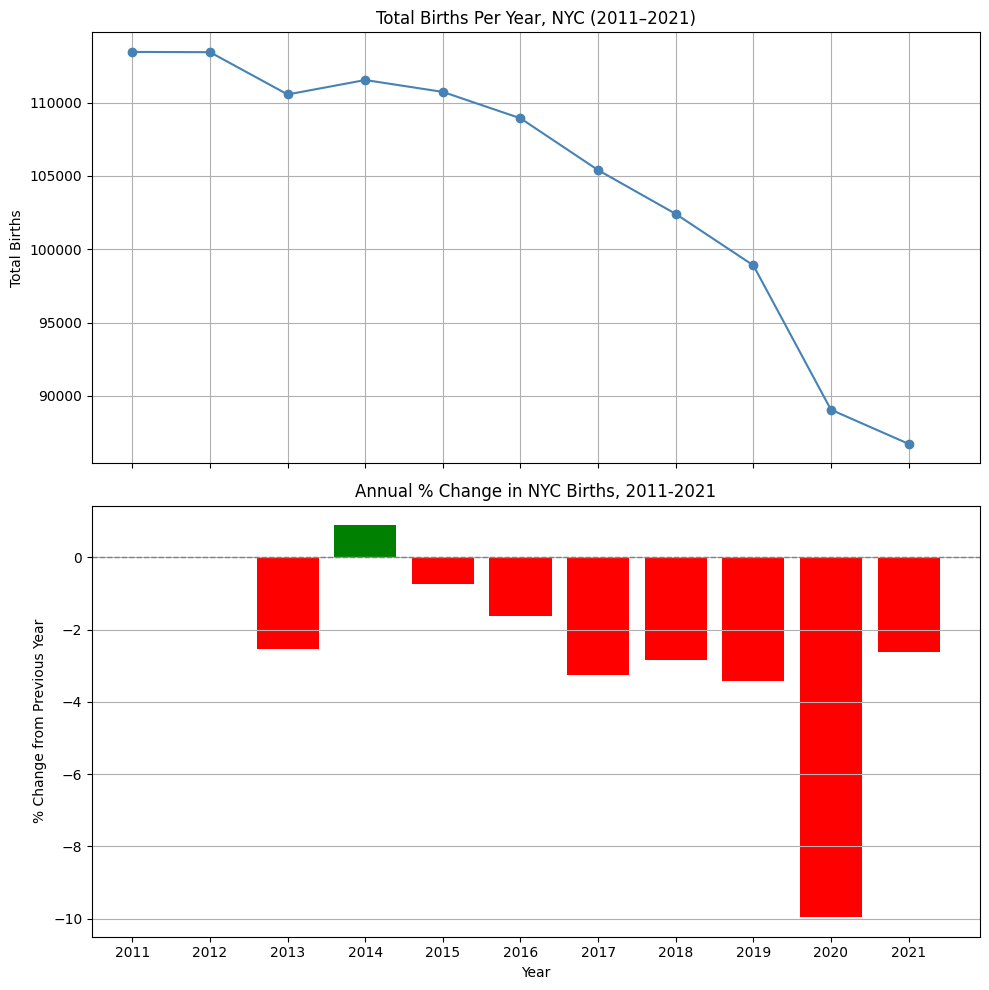 Total Births Per Year, NYC (2011–2021)
110000
105000
100000
95000
90000
Total Births
Annual % Change in NYC Births, 2011-2021
0
−2
−4
−6
−8
−10
% Change from Previous Year
2011 2012 2013 2014 2015 2016 2017 2018 2019 2020 2021
Year